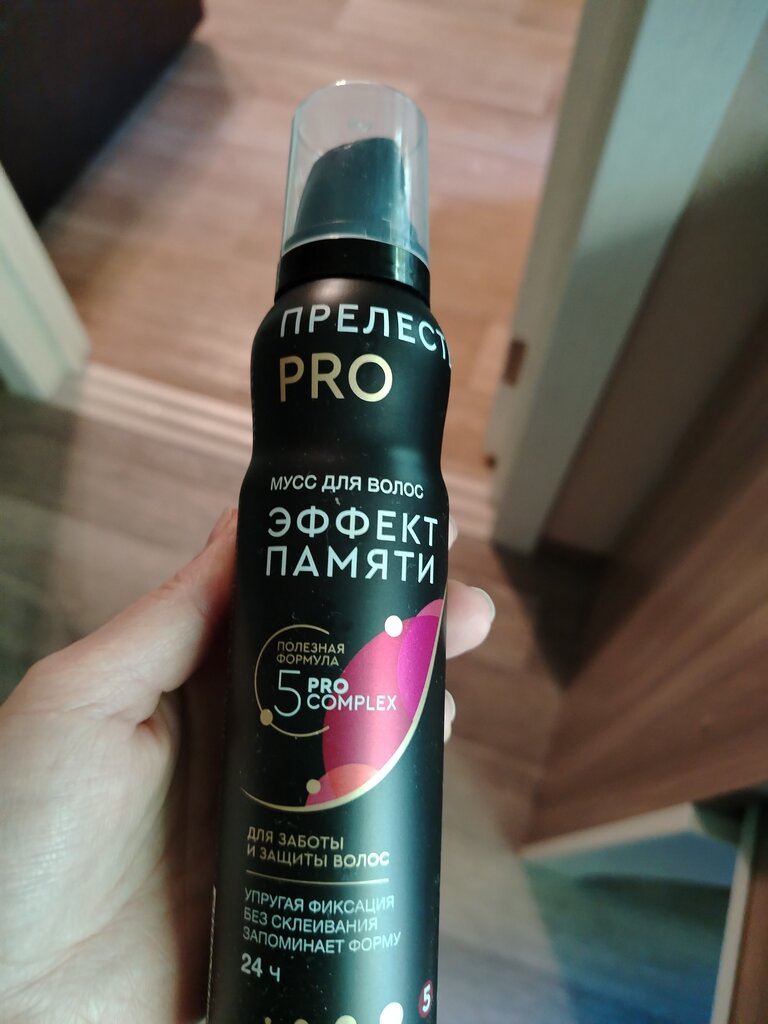 ПРЕЛЕСТ
PRO
МУСС ДЛЯ ВОЛОС
ЭФФЕКТ
ПАМЯТИ
ПОЛЕЗНАЯ
ФОРМУЛА
5 PRO
COMPLEX
ДЛЯ ЗАБОТЫ
И ЗАЩИТЫ ВОЛОС
УПРУГАЯ ФИКСАЦИЯ
БЕЗ СКЛЕИВАНИЯ
ЗАПОМИНАЕТ ФОРМУ
24 Ч
5